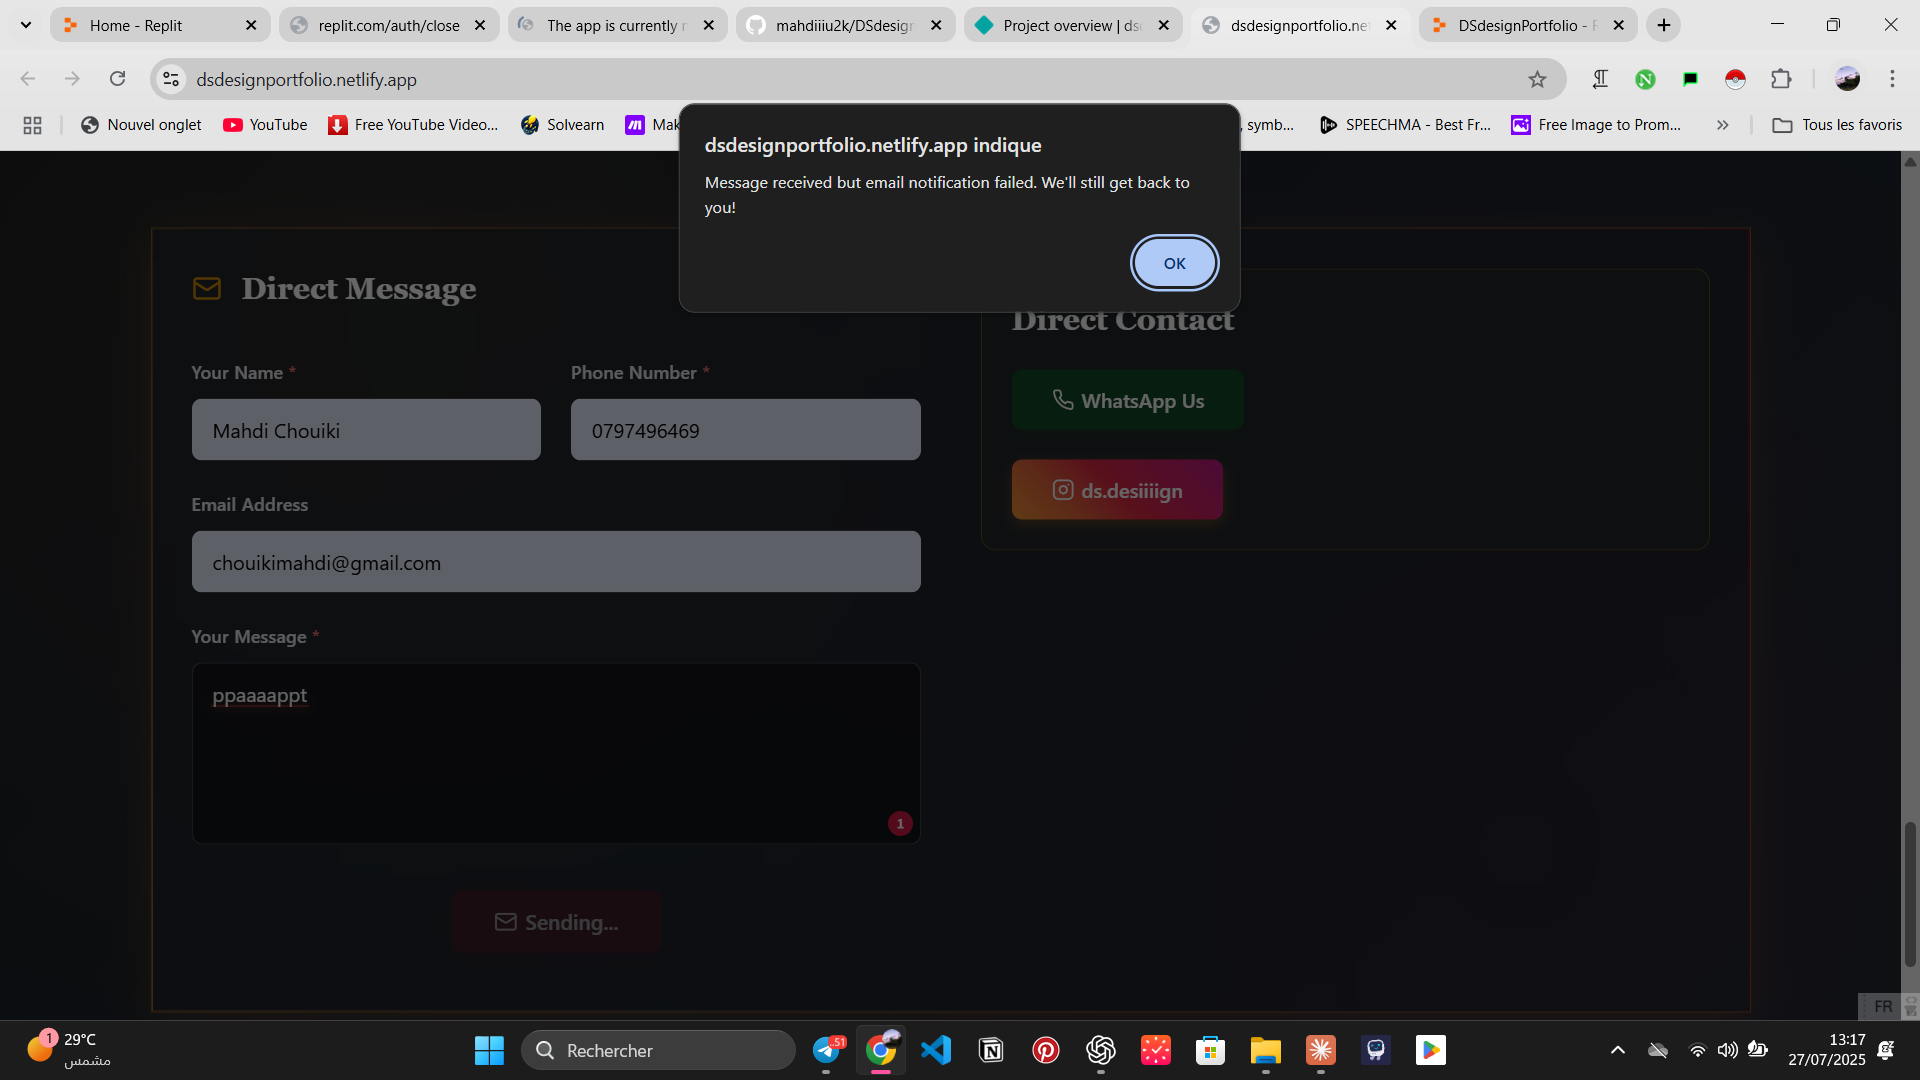 Home - Replit
replit.com/auth/close
The app is currently r
mahdiiiu2k/DSdesign
Project overview | dsd
dsdesignportfolio.net
DSdesignPortfolio - R
dsdesignportfolio.netlify.app
Nouvel onglet
YouTube
Free YouTube Video...
Solvearn
Mak
, symb...
SPEECHMA - Best Fr...
Free Image to Prom...
Tous les favoris
dsdesignportfolio.netlify.app indique
Message received but email notification failed. We'll still get back to
you!
OK
Direct Message
Your Name *
Phone Number *
Mahdi Chouiki
0797496469
Email Address
chouikimahdi@gmail.com
Your Message *
ppaaaappt
1
Sending...
Direct Contact
WhatsApp Us
ds.desiiiign
FR
1
29°C
مشمس
Rechercher
51
13:17
27/07/2025